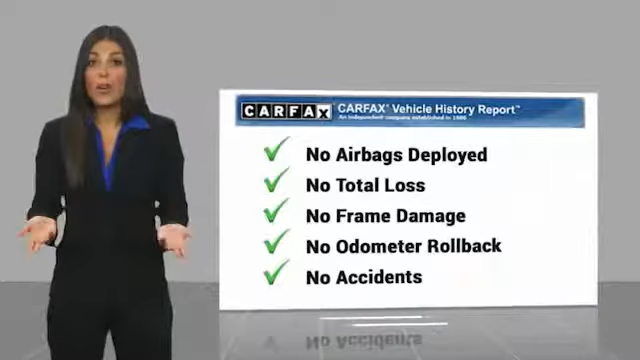 CARFAX CARFAX® Vehicle History Report™
An independent company established in 1986
No Airbags Deployed
No Total Loss
No Frame Damage
No Odometer Rollback
No Accidents